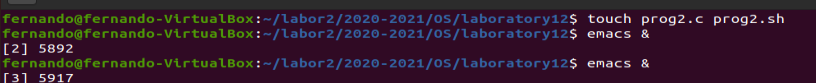 fernando@fernando-VirtualBox:~/labor2/2020-2021/OS/laboratory12$ touch prog2.c prog2.sh
fernando@fernando-VirtualBox:~/labor2/2020-2021/OS/laboratory12$ emacs &
[2] 5892
fernando@fernando-VirtualBox:~/labor2/2020-2021/OS/laboratory12$ emacs &
[3] 5917